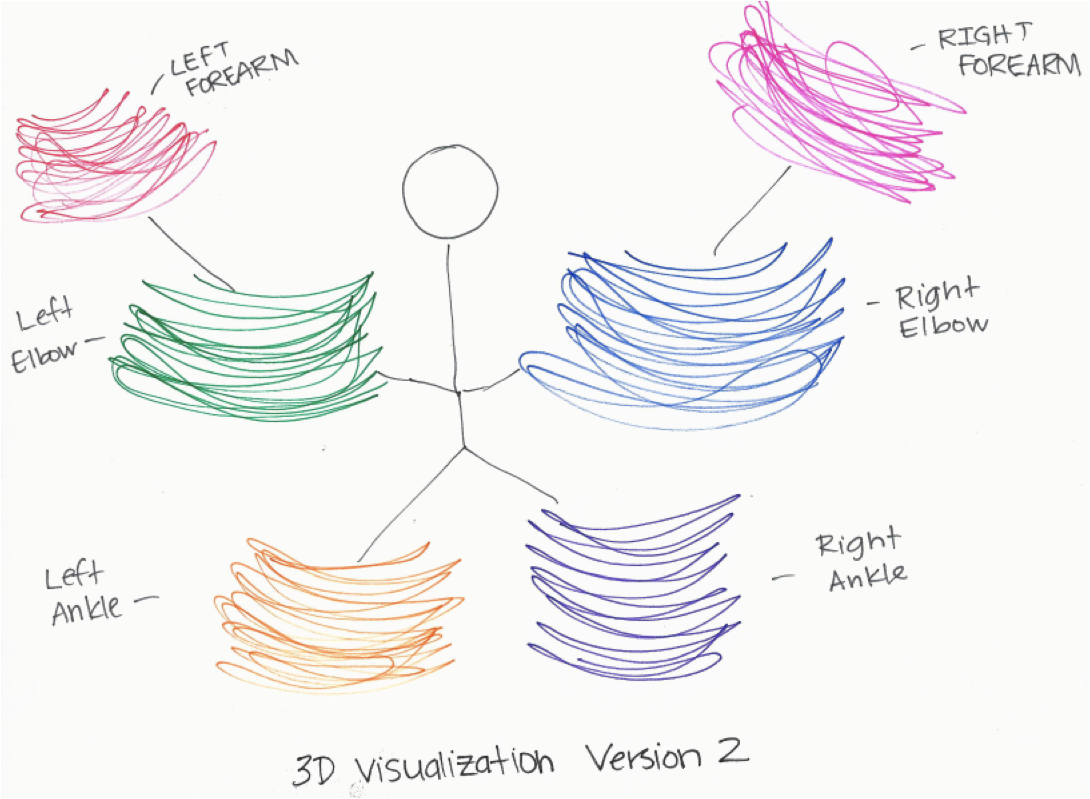 LEFT
FOREARM
RIGHT
FOREARM
Left
Elbow
Right
Elbow
Left
Ankle
Right
Ankle
3D Visualization Version 2